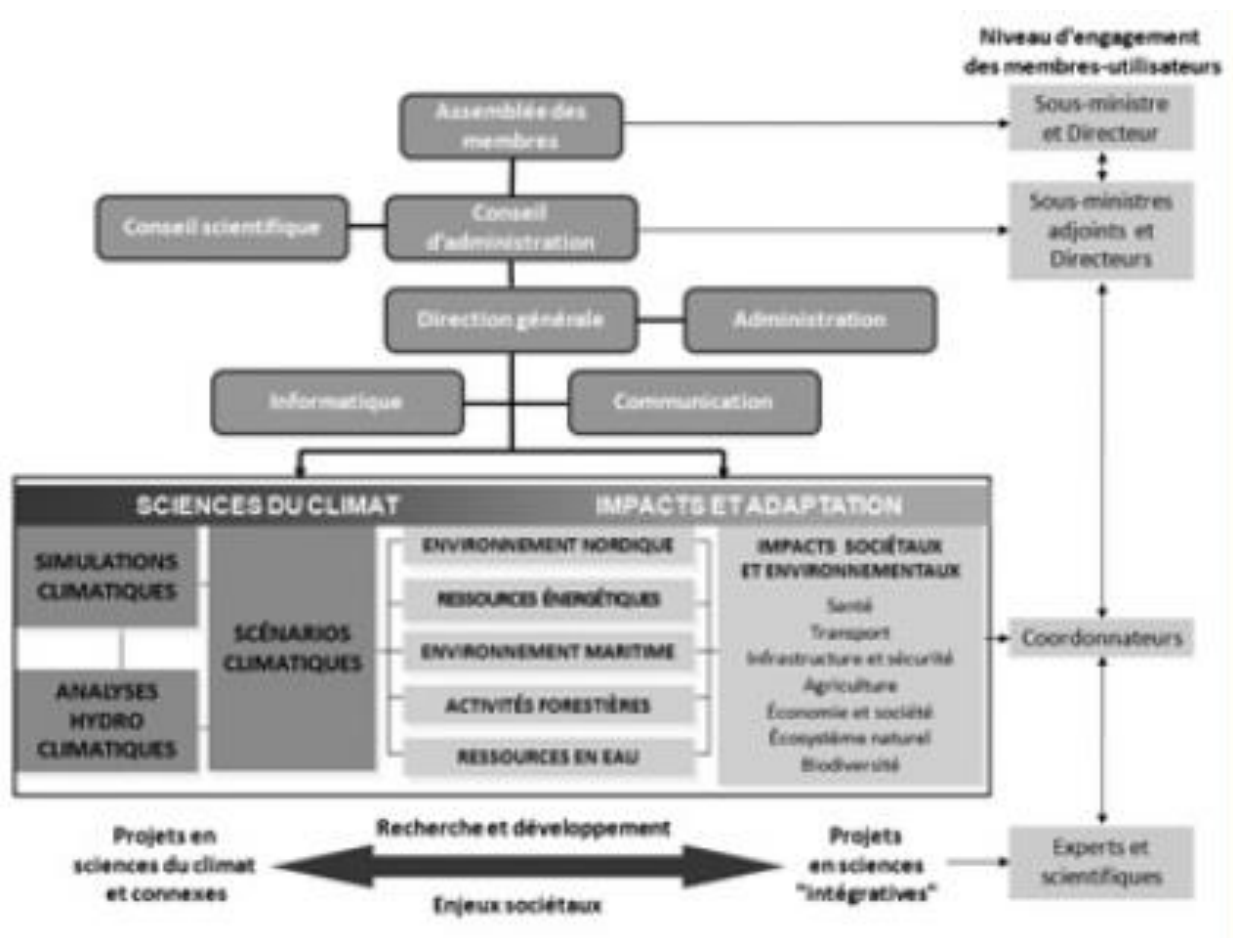 Niveau d'engagement
des membres-utilisateurs
Assemblée des
membres
Sous-ministre
et Directeur
Conseil scientifique
Conseil
d'administration
Sous-ministres
adjoints et
Directeurs
Direction générale
Administration
Informatique
Communication
SCIENCES DU CLIMAT
IMPACTS ET ADAPTATION
SIMULATIONS
CLIMATIQUES
ANALYSES
HYDRO
CLIMATIQUES
SCÉNARIOS
CLIMATIQUES
ENVIRONNEMENT NORDIQUE
RESSOURCES ÉNERGÉTIQUES
ENVIRONNEMENT MARITIME
ACTIVITÉS FORESTIÈRES
RESSOURCES EN EAU
IMPACTS SOCIÉTAUX
ET ENVIRONNEMENTAUX
Santé
Transport
Infrastructure et sécurité
Agriculture
Économie et société
Écosystème naturel
Biodiversité
Coordonnateurs
Projets en
sciences du climat
et connexes
Recherche et développement
Enjeux sociétaux
Projets
en sciences
"intégratives"
Experts et
scientifiques